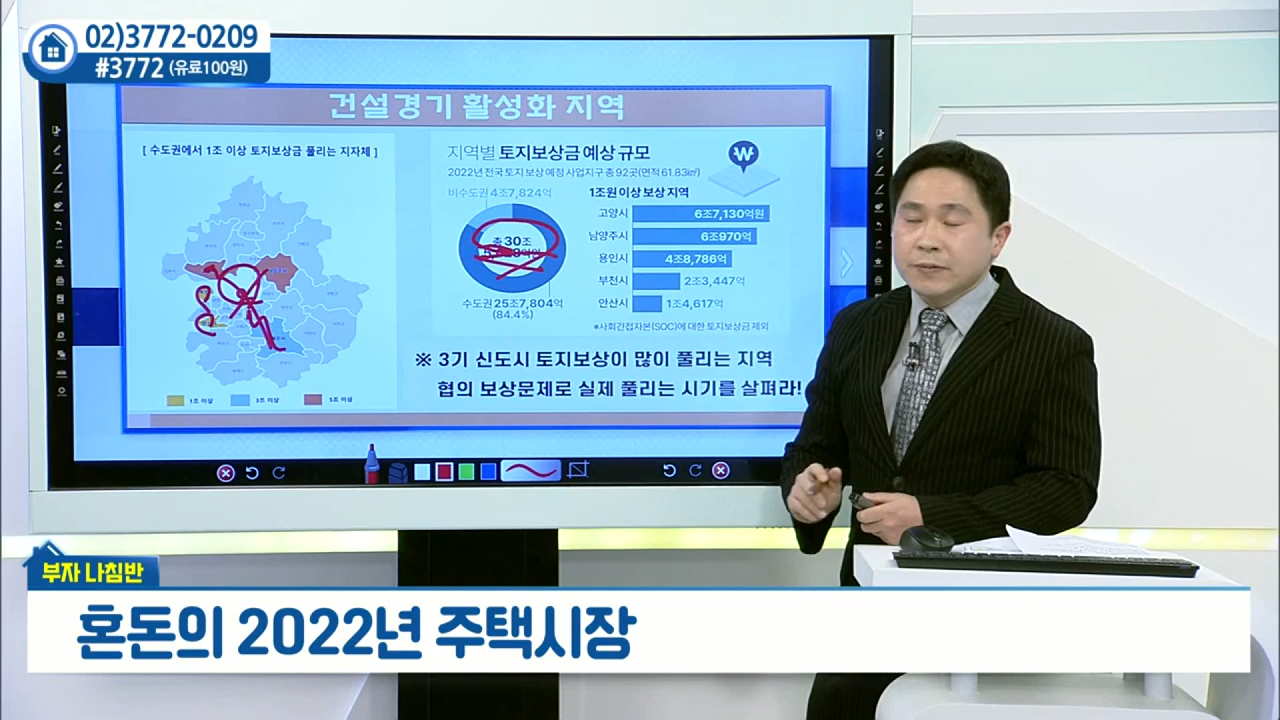 02)3772-0209
#3772 (유료100원)
건설경기 활성화 지역
[ 수도권에서 1조 이상 토지보상금 풀리는 지자체 ]
1조 이상
3조 이상
5조 이상
지역별 토지보상금 예상 규모
2022년 전국 토지 보상 예정 사업지구 총 92곳(면적 61.83㎢)
비수도권 4조7,824억
총 30조
수도권 25조7,804억
(84.4%)
1조원 이상 보상 지역
고양시 6조7,130억원
남양주시 6조970억
용인시 4조8,786억
부천시 2조3,447억
안산시 1조4,617억
※사회간접자본(SOC)에 대한 토지보상금 제외
※ 3기 신도시 토지보상이 많이 풀리는 지역
협의 보상문제로 실제 풀리는 시기를 살펴라!
부자 나침반
혼돈의 2022년 주택시장